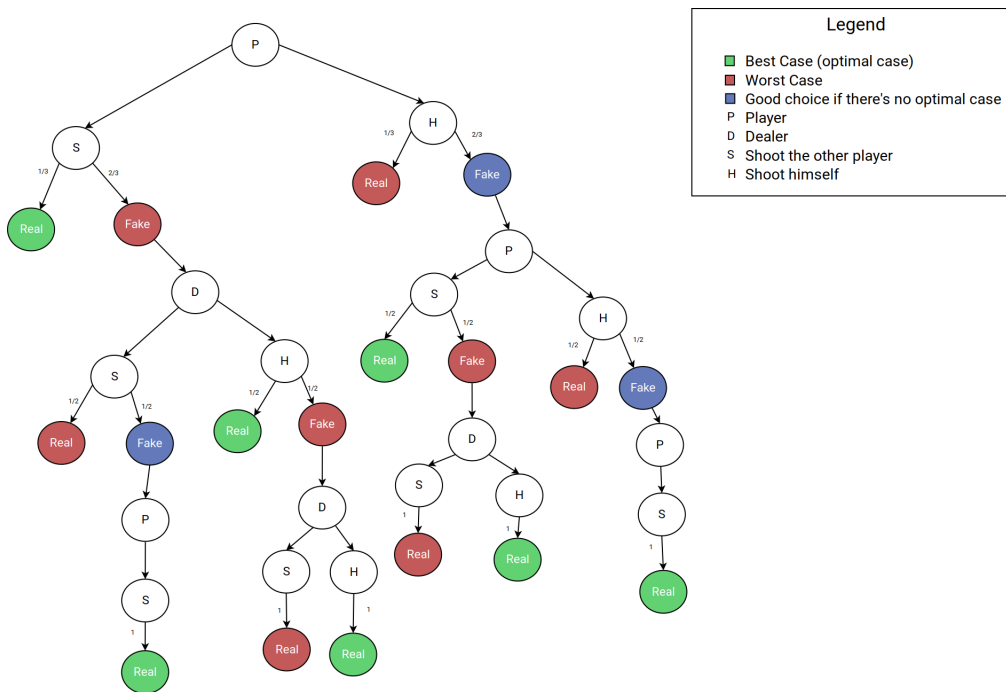 Legend
Best Case (optimal case)
Worst Case
Good choice if there's no optimal case
P Player
D Dealer
S Shoot the other player
H Shoot himself
P
S
H
1/3
2/3
1/3
2/3
Real
Fake
Real
Fake
D
P
S
H
S
H
1/2
1/2
1/2
1/2
1/2
1/2
1/2
1/2
Real
Fake
Real
Fake
Real
Fake
Real
Fake
P
D
D
P
S
S
H
S
H
S
1
1
1
1
1
1
Real
Real
Real
Real
Real
Real